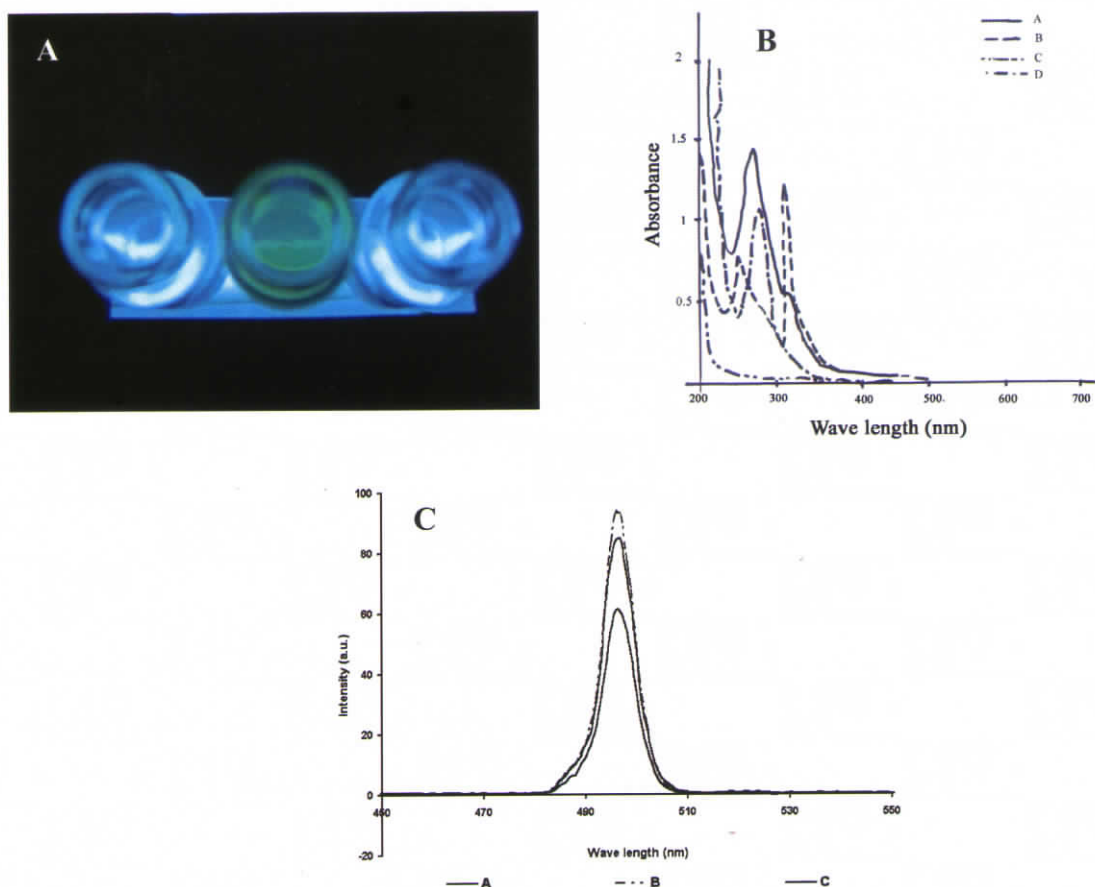 A
B
A
B
C
D
2
1.5
1
0.5
Absorbance
200 300 400 500. 600 700
Wave length (nm)
C
100
80
60
40
20
0
-20
Intensity (a.u.)
450 470 490 510 530 550
Wave length (nm)
A B C